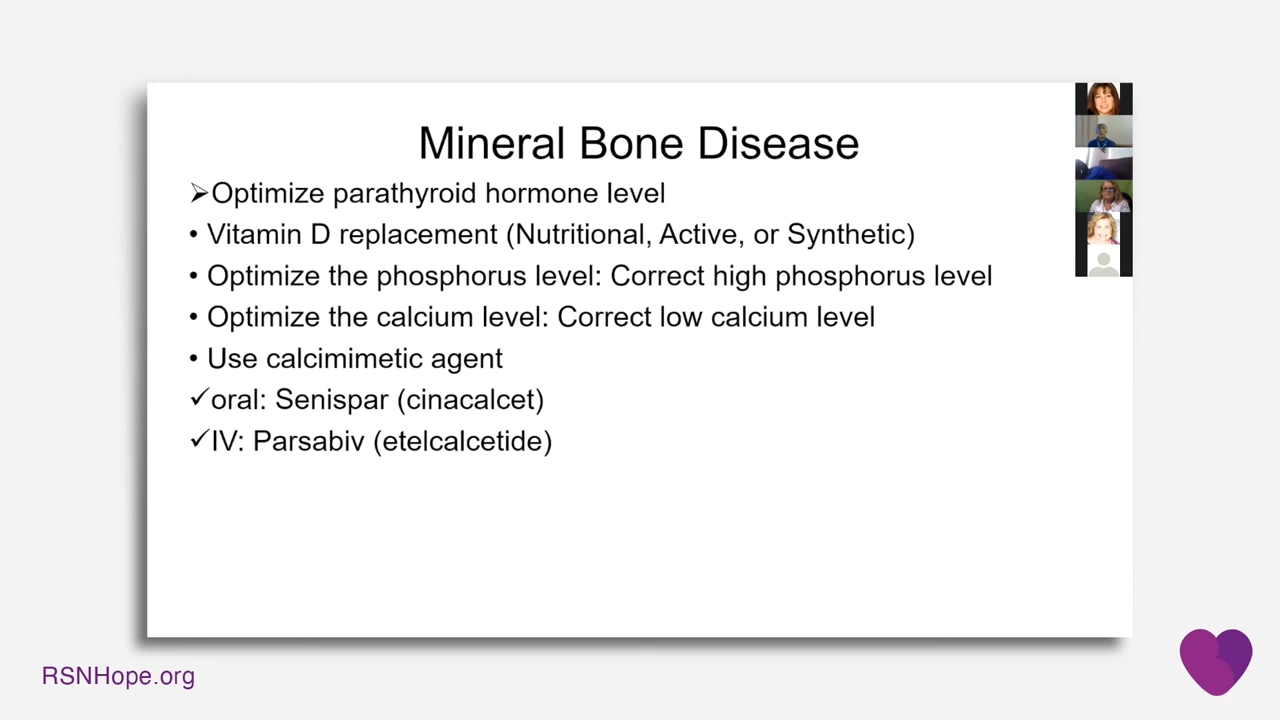 Mineral Bone Disease
➢Optimize parathyroid hormone level
• Vitamin D replacement (Nutritional, Active, or Synthetic)
• Optimize the phosphorus level: Correct high phosphorus level
• Optimize the calcium level: Correct low calcium level
• Use calcimimetic agent
✓oral: Senispar (cinacalcet)
✓IV: Parsabiv (etelcalcetide)
RSNHope.org